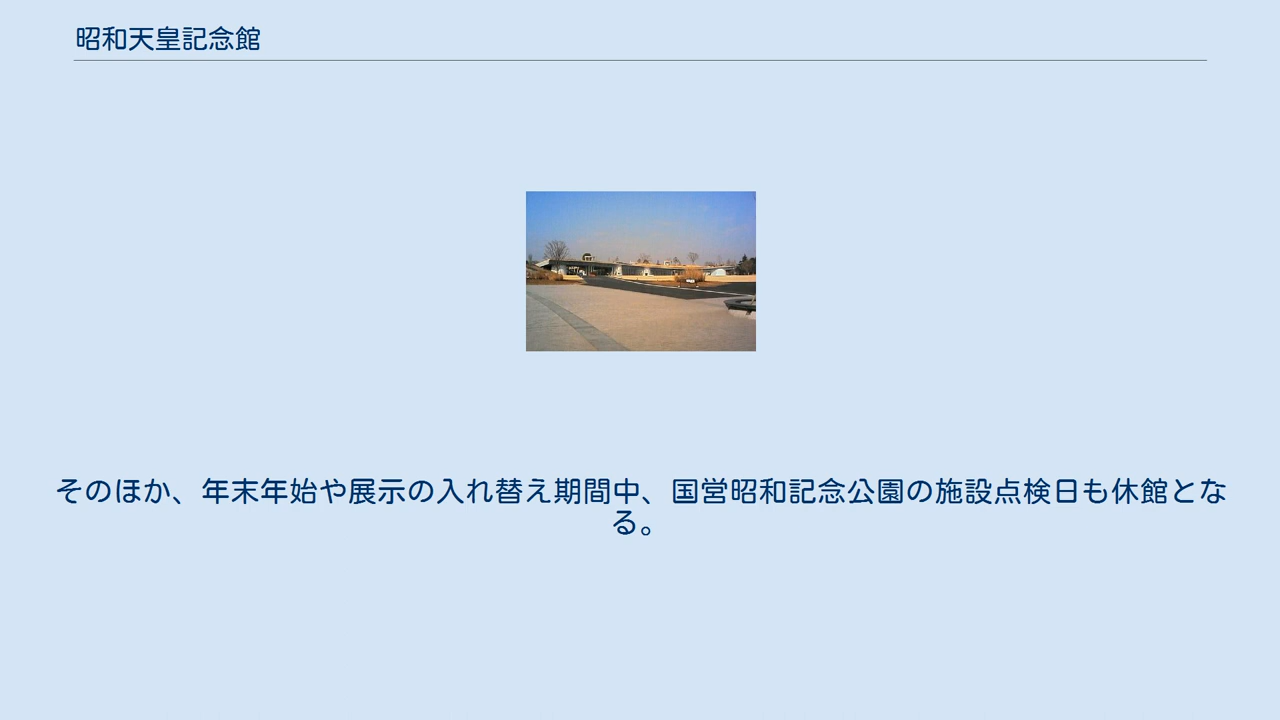 昭和天皇記念館
そのほか、年末年始や展示の入れ替え期間中、国営昭和記念公園の施設点検日も休館とな
る。